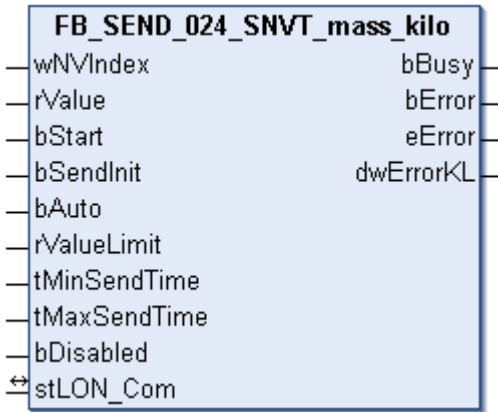 FB_SEND_024_SNVT_mass_kilo
wNVIndex bBusy
rValue bError
bStart eError
bSendInit dwErrorKL
bAuto
rValueLimit
tMinSendTime
tMaxSendTime
bDisabled
stLON_Com